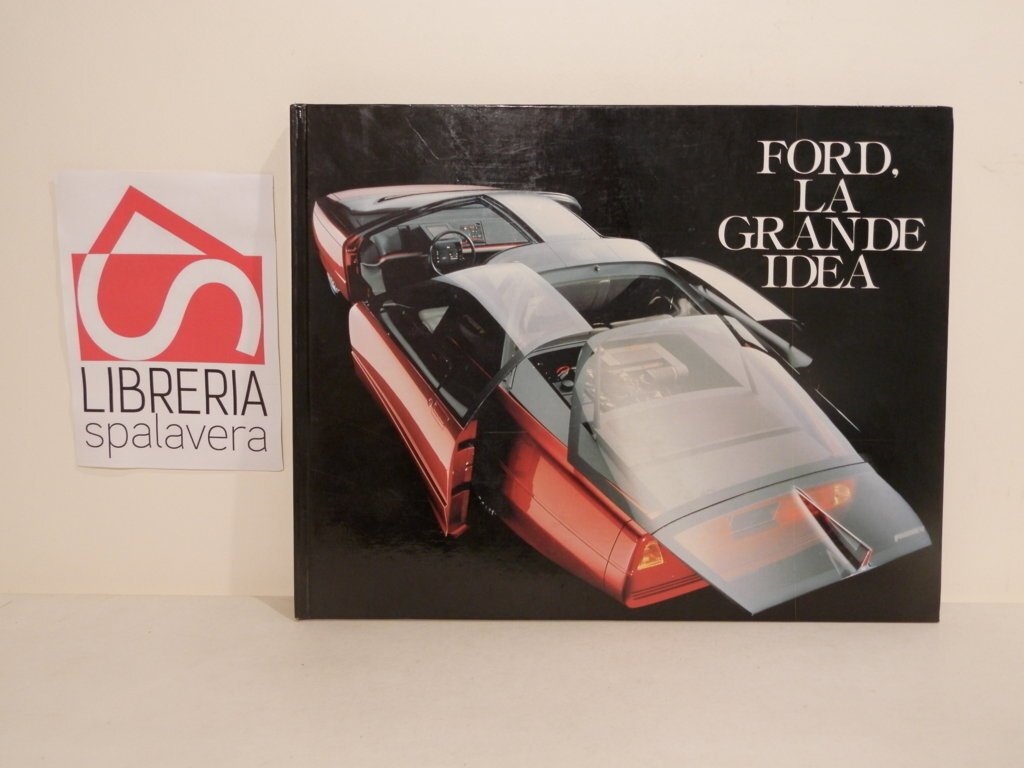 FORD,
LA
GRANDE
IDEA
LIBRERIA
spalavera